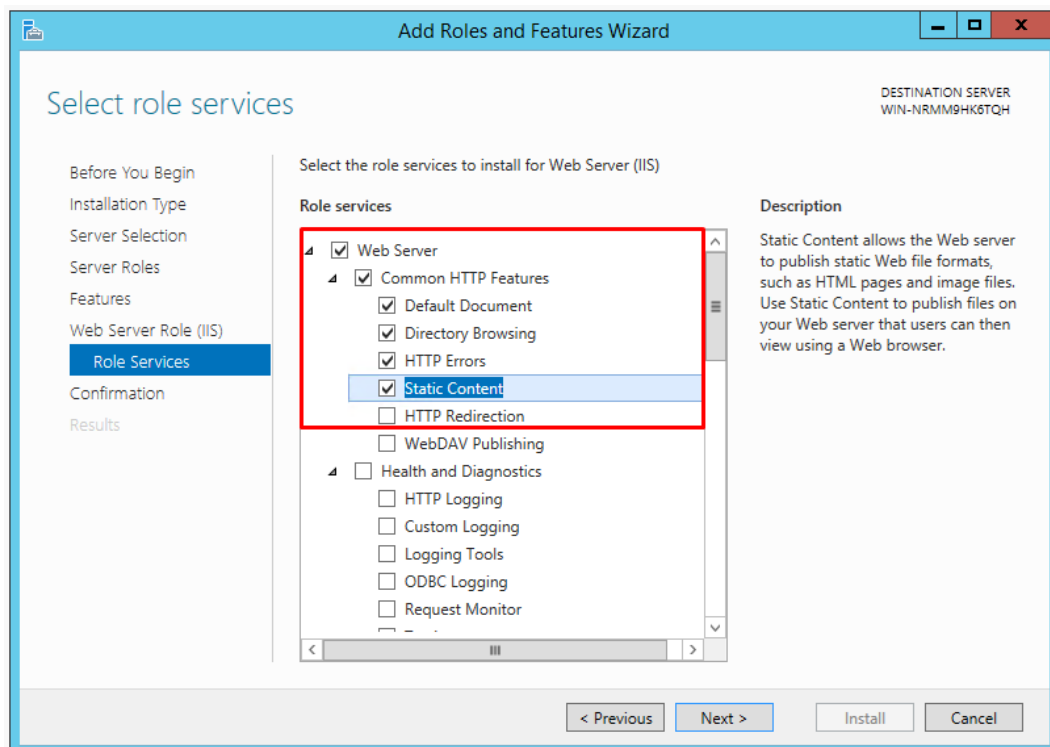 Add Roles and Features Wizard
Select role services
DESTINATION SERVER
WIN-NRMM9HK6TQH
Before You Begin
Installation Type
Server Selection
Server Roles
Features
Web Server Role (IIS)
Role Services
Confirmation
Results
Select the role services to install for Web Server (IIS)
Role services
Web Server
Common HTTP Features
Default Document
Directory Browsing
HTTP Errors
Static Content
HTTP Redirection
WebDAV Publishing
Health and Diagnostics
HTTP Logging
Custom Logging
Logging Tools
ODBC Logging
Request Monitor
Description
Static Content allows the Web server
to publish static Web file formats,
such as HTML pages and image files.
Use Static Content to publish files on
your Web server that users can then
view using a Web browser.
< Previous
Next >
Install
Cancel